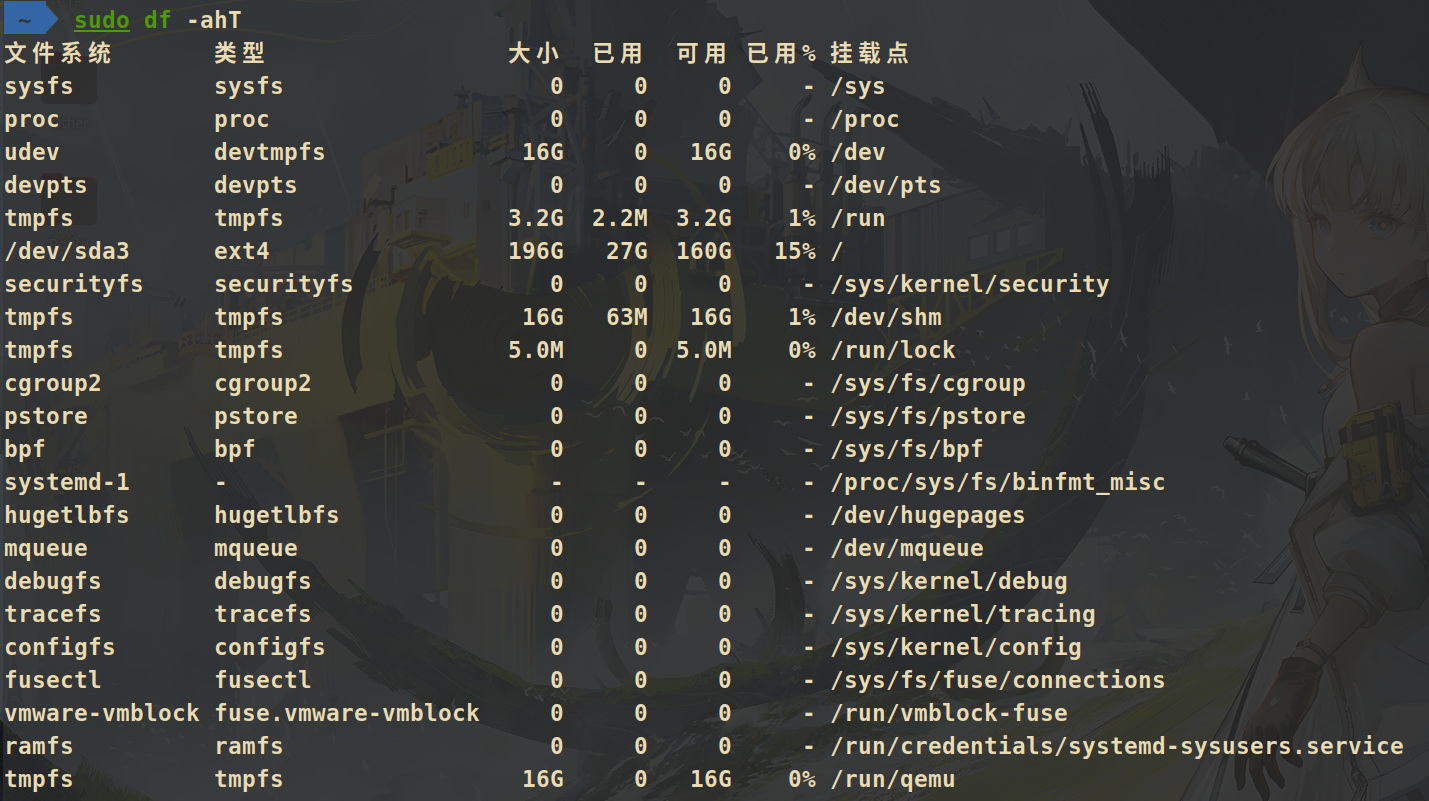 ~ sudo df -ahT
文件系统 类型 大小 已用 可用 已用% 挂载点
sysfs sysfs 0 0 0 - /sys
proc proc 0 0 0 - /proc
udev devtmpfs 16G 0 16G 0% /dev
devpts devpts 0 0 0 - /dev/pts
tmpfs tmpfs 3.2G 2.2M 3.2G 1% /run
/dev/sda3 ext4 196G 27G 160G 15% /
securityfs securityfs 0 0 0 - /sys/kernel/security
tmpfs tmpfs 16G 63M 16G 1% /dev/shm
tmpfs tmpfs 5.0M 0 5.0M 0% /run/lock
cgroup2 cgroup2 0 0 0 - /sys/fs/cgroup
pstore pstore 0 0 0 - /sys/fs/pstore
bpf bpf 0 0 0 - /sys/fs/bpf
systemd-1 - - - - - /proc/sys/fs/binfmt_misc
hugetlbfs hugetlbfs 0 0 0 - /dev/hugepages
mqueue mqueue 0 0 0 - /dev/mqueue
debugfs debugfs 0 0 0 - /sys/kernel/debug
tracefs tracefs 0 0 0 - /sys/kernel/tracing
configfs configfs 0 0 0 - /sys/kernel/config
fusectl fusectl 0 0 0 - /sys/fs/fuse/connections
vmware-vmblock fuse.vmware-vmblock 0 0 0 - /run/vmblock-fuse
ramfs ramfs 0 0 0 - /run/credentials/systemd-sysusers.service
tmpfs tmpfs 16G 0 16G 0% /run/qemu